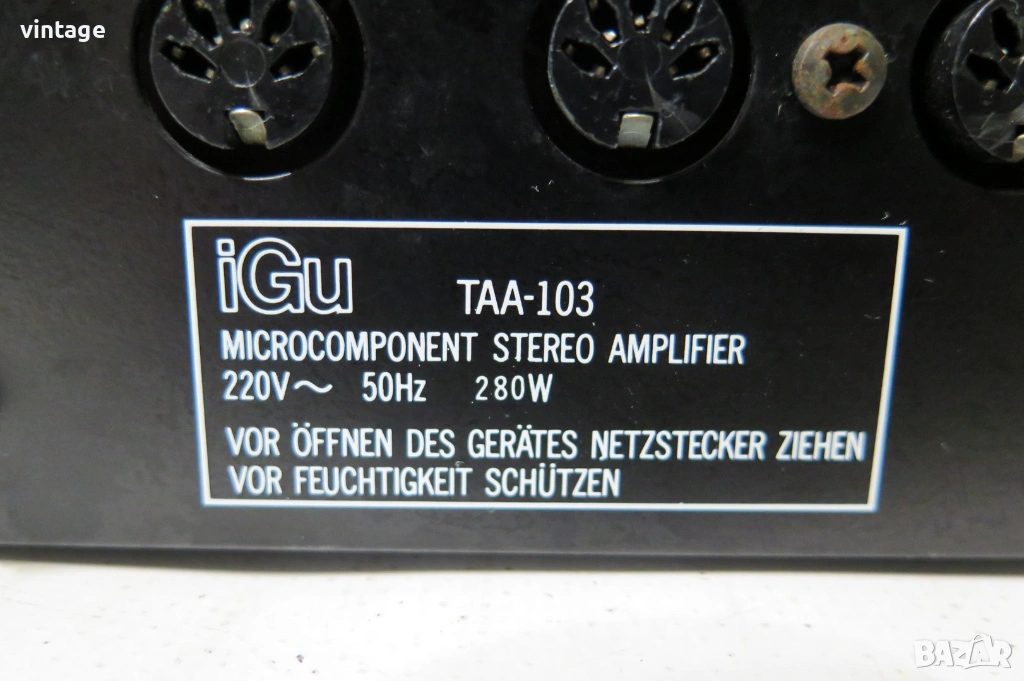 vintage
iGu TAA-103
MICROCOMPONENT STEREO AMPLIFIER
220V~ 50Hz 280W
VOR ÖFFNEN DES GERÄTES NETZSTECKER ZIEHEN
VOR FEUCHTIGKEIT SCHÜTZEN
BAZAR